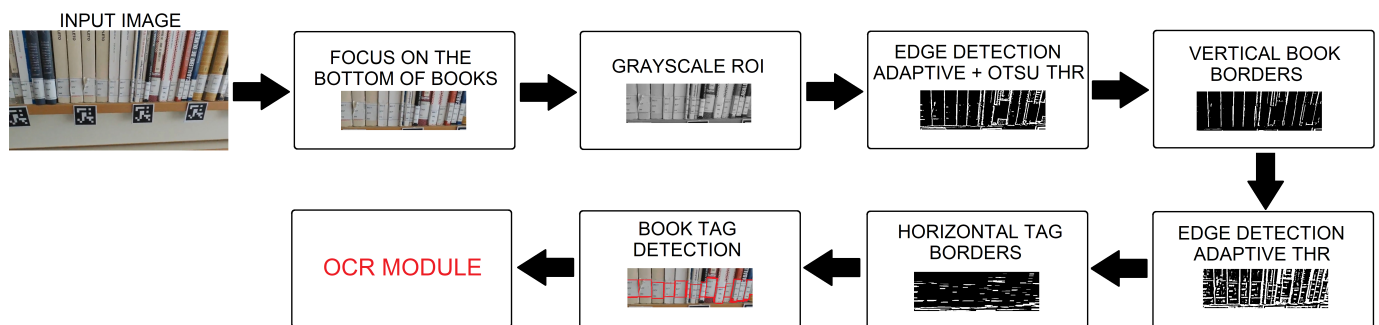 INPUT IMAGE
FOCUS ON THE
BOTTOM OF BOOKS
GRAYSCALE ROI
EDGE DETECTION
ADAPTIVE + OTSU THR
VERTICAL BOOK
BORDERS
EDGE DETECTION
ADAPTIVE THR
HORIZONTAL TAG
BORDERS
BOOK TAG
DETECTION
OCR MODULE